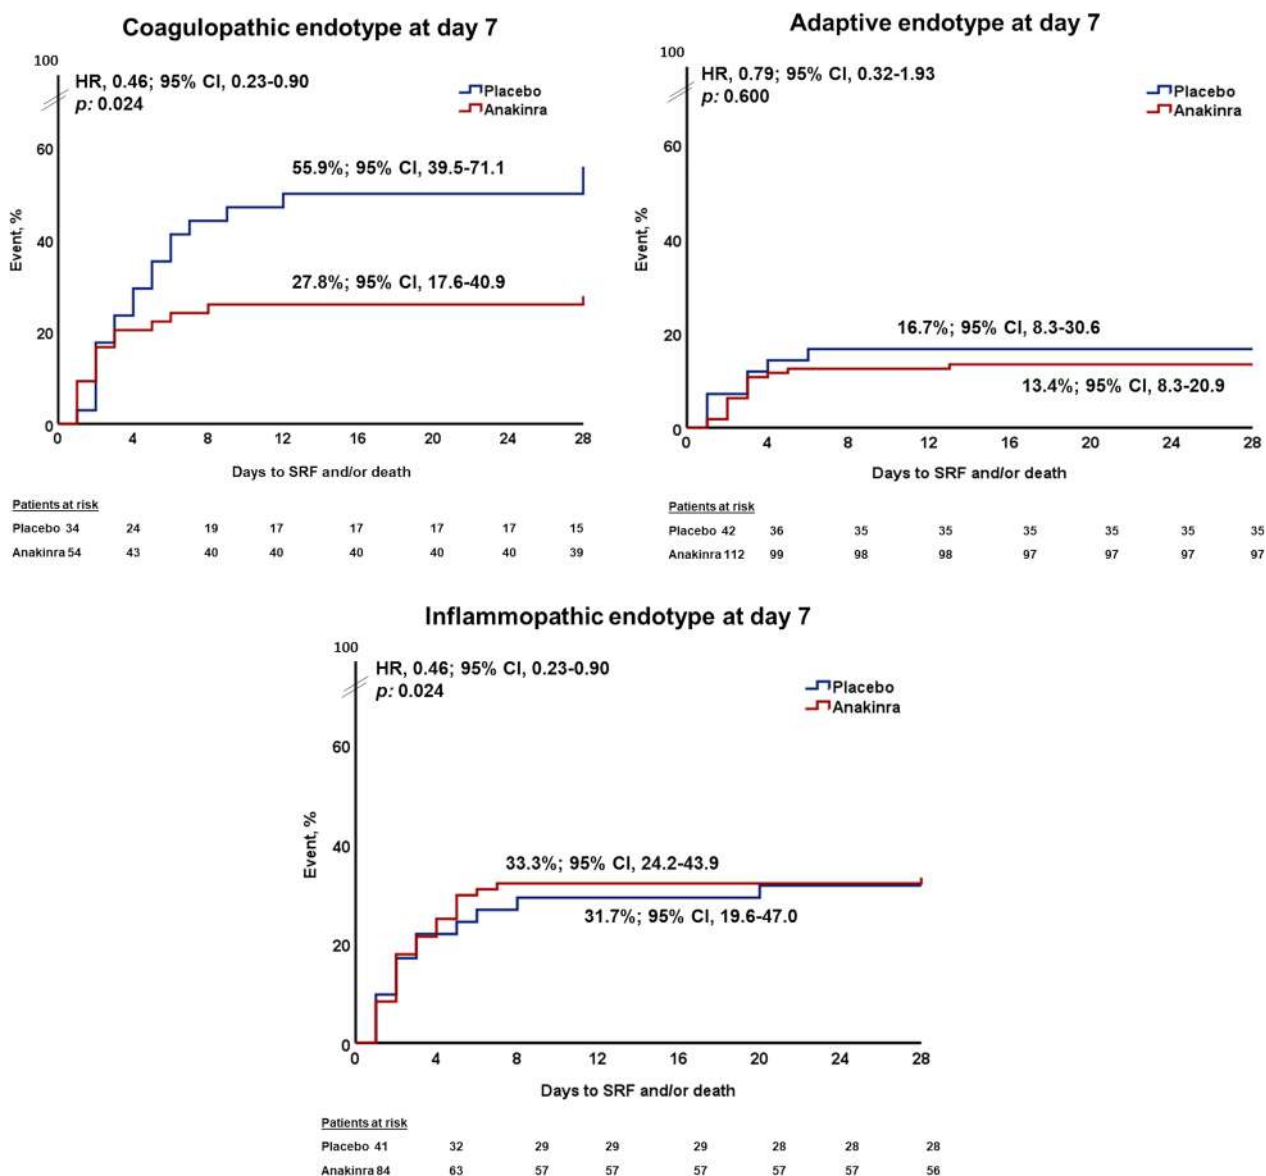 Coagulopathic endotype at day 7
100
HR, 0.46; 95% CI, 0.23-0.90
p: 0.024
Placebo
Anakinra
60
55.9%; 95% CI, 39.5-71.1
Event, %
40
27.8%; 95% CI, 17.6-40.9
20
0
0 4 8 12 16 20 24 28
Days to SRF and/or death
Patients at risk
Placebo 34 24 19 17 17 17 17 15
Anakinra 54 43 40 40 40 40 40 39
Adaptive endotype at day 7
100
HR, 0.79; 95% CI, 0.32-1.93
p: 0.600
Placebo
Anakinra
60
Event, %
40
20
16.7%; 95% CI, 8.3-30.6
13.4%; 95% CI, 8.3-20.9
0
0 4 8 12 16 20 24 28
Days to SRF and/or death
Patients at risk
Placebo 42 36 35 35 35 35 35 35
Anakinra 112 99 98 98 97 97 97 97
Inflammopathic endotype at day 7
100
HR, 0.46; 95% CI, 0.23-0.90
p: 0.024
Placebo
Anakinra
60
Event, %
40
33.3%; 95% CI, 24.2-43.9
31.7%; 95% CI, 19.6-47.0
20
0
0 4 8 12 16 20 24 28
Days to SRF and/or death
Patients at risk
Placebo 41 32 29 29 29 28 28 28
Anakinra 84 63 57 57 57 57 57 56